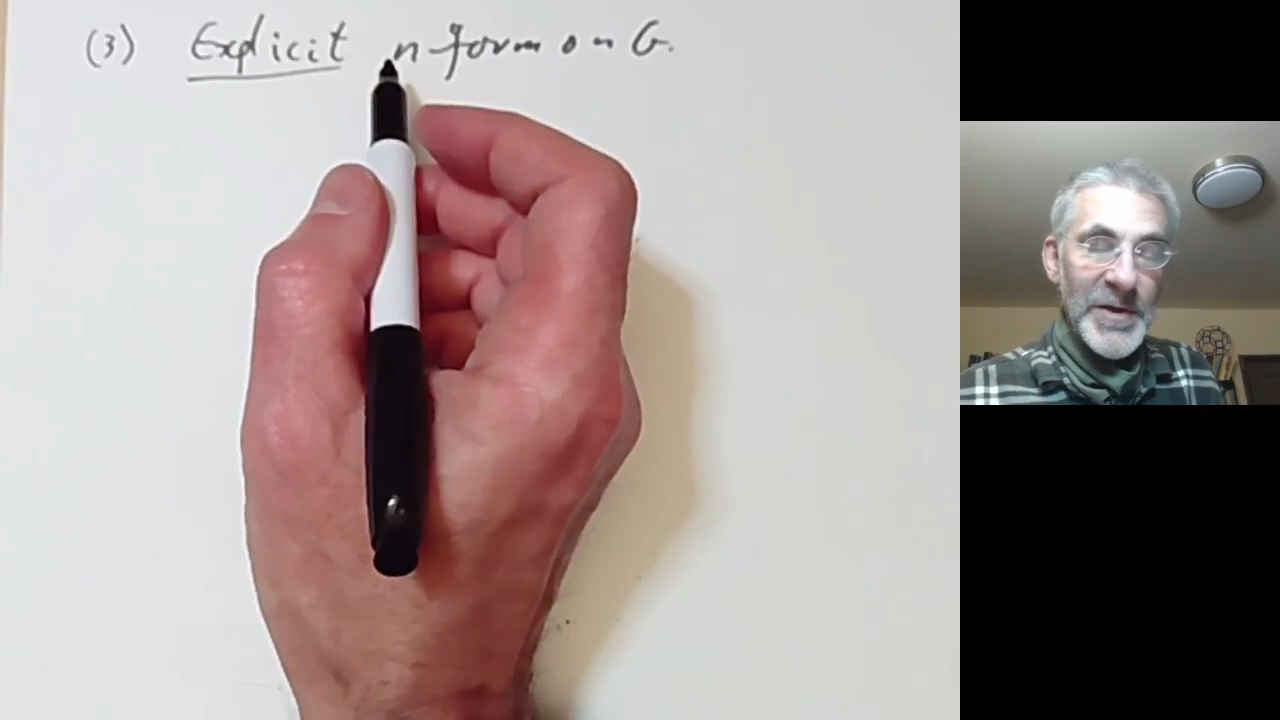 (3) Explicit n-form on G.